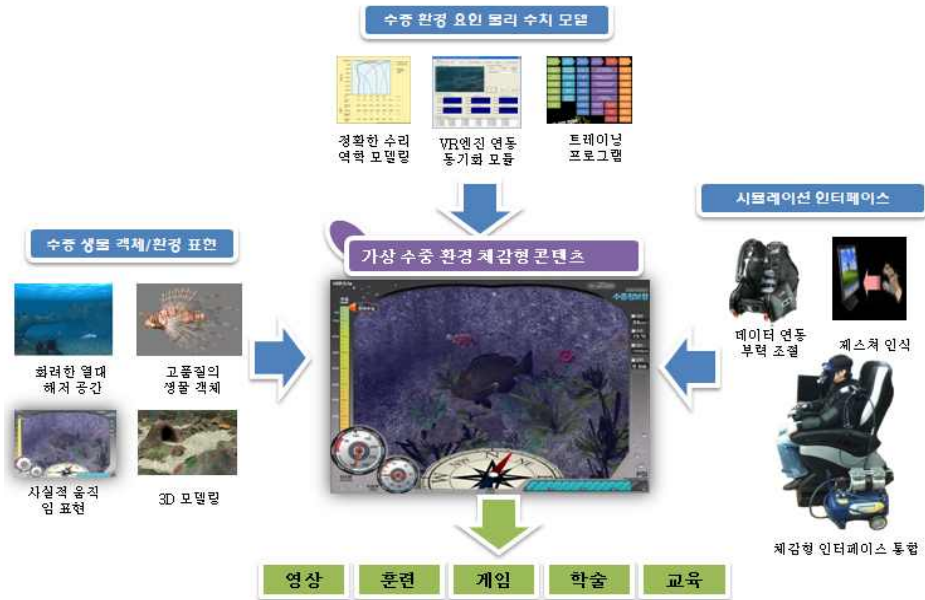 수중 환경 요인 물리 수치 모델
정확한 수리
역학 모델링
VR엔진 연동
동기화 모듈
트레이닝
프로그램
시뮬레이션 인터페이스
수중 생물 객체/환경 표현
가상 수중 환경 체감형 콘텐츠
화려한 열대
해저 공간
고품질의
생물 객체
사실적 움직
임 표현
3D 모델링
데이터 연동
부력 조절
제스쳐 인식
체감형 인터페이스 통합
W
NW
N
NE
E
영상
훈련
게임
학술
교육